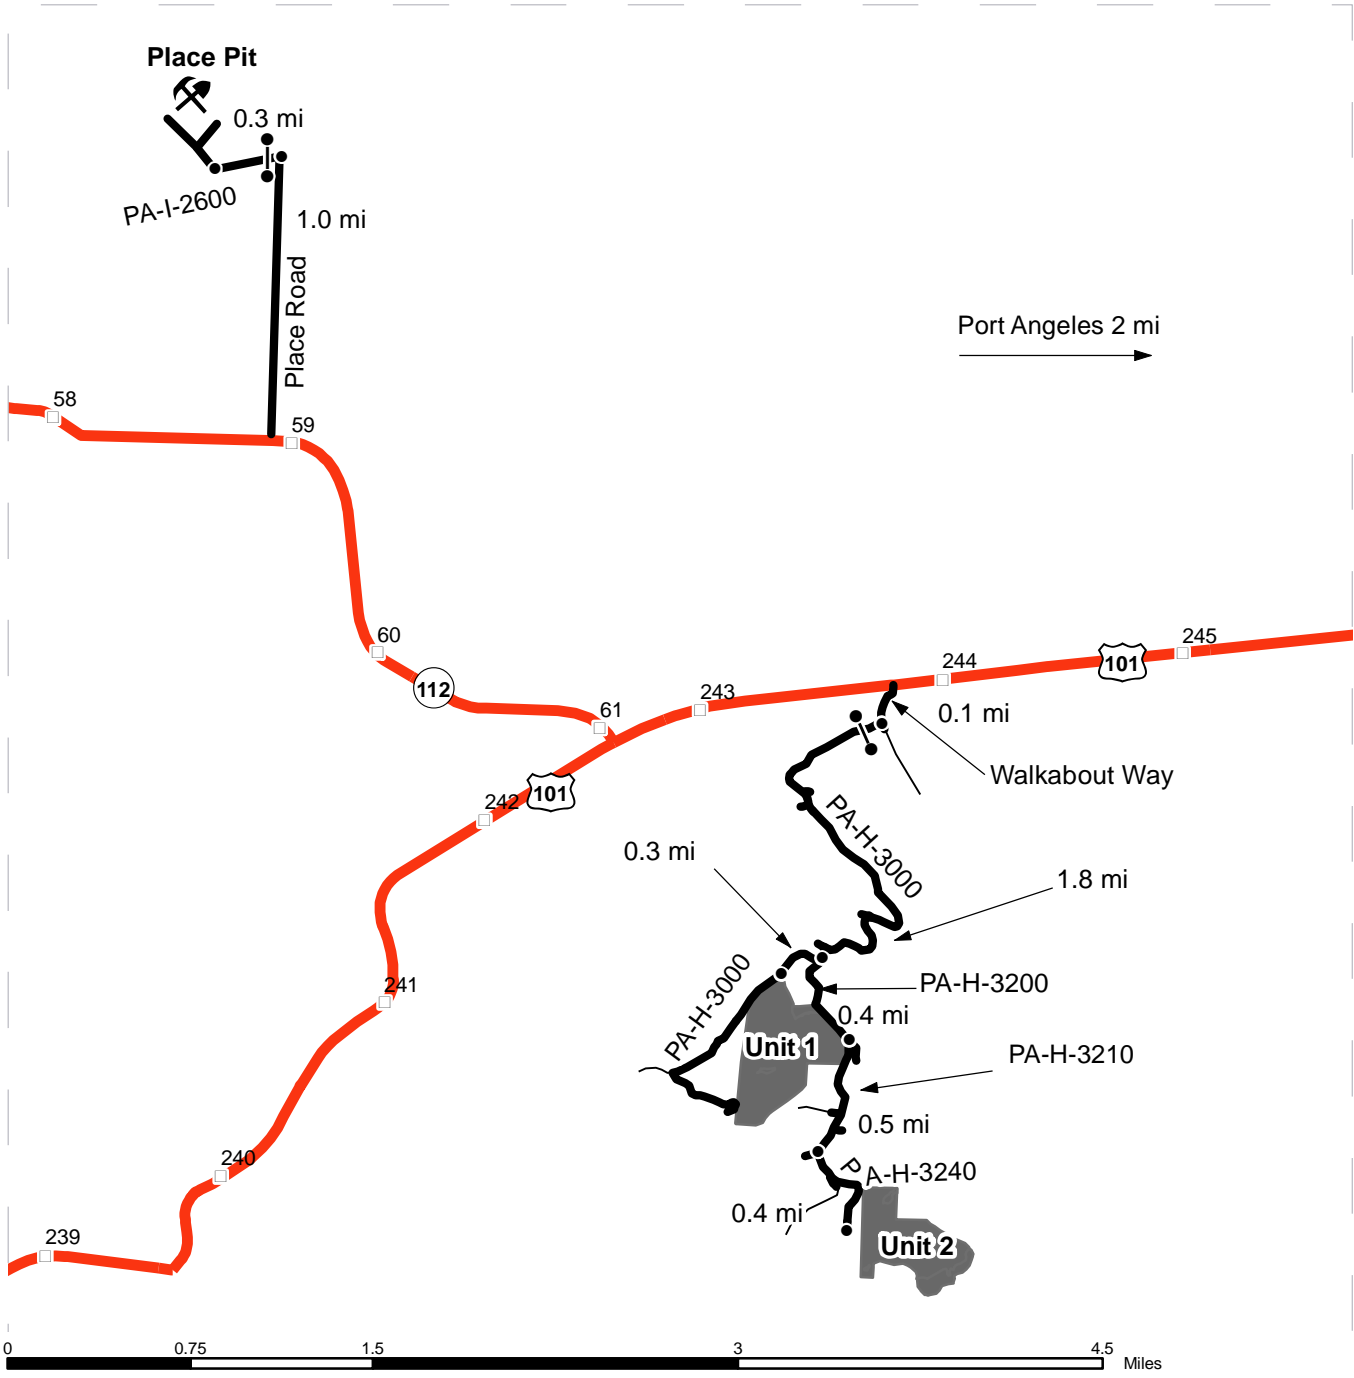 Place Pit
0.3 mi
PA-I-2600
1.0 mi
Place Road
Port Angeles 2 mi
58
59
60
112
61
243
244
101
245
0.1 mi
Walkabout Way
242
101
PA-H-3000
0.3 mi
1.8 mi
241
PA-H-3000
PA-H-3200
0.4 mi
Unit 1
PA-H-3210
0.5 mi
240
PA-H-3240
0.4 mi
239
Unit 2
0 0.75 1.5 3 4.5
Miles